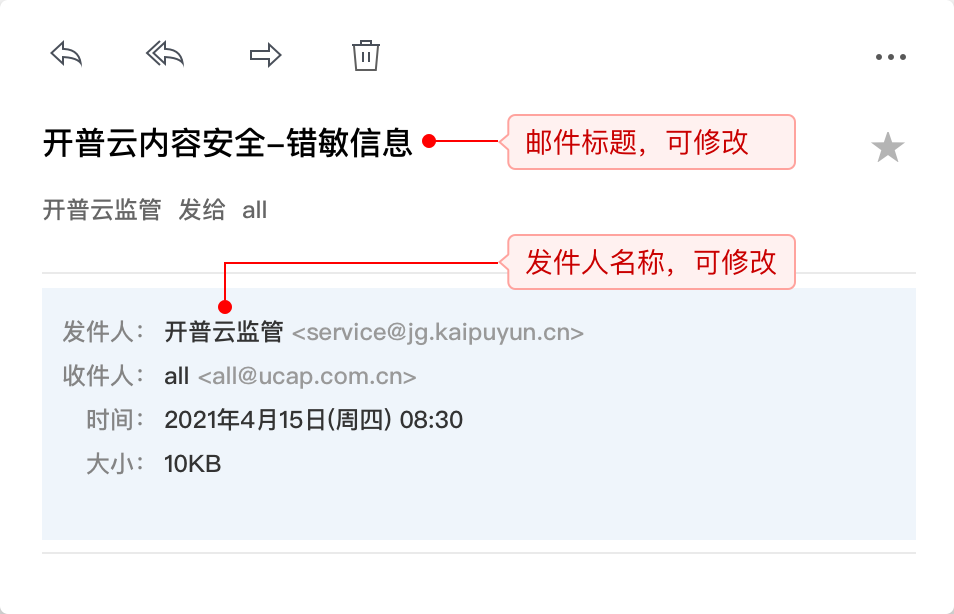 开普云内容安全–错敏信息
邮件标题，可修改
开普云监管 发给 all
发件人名称，可修改
发件人： 开普云监管 <service@jg.kaipuyun.cn>
收件人： all <all@ucap.com.cn>
时间： 2021年4月15日(周四) 08:30
大小： 10KB